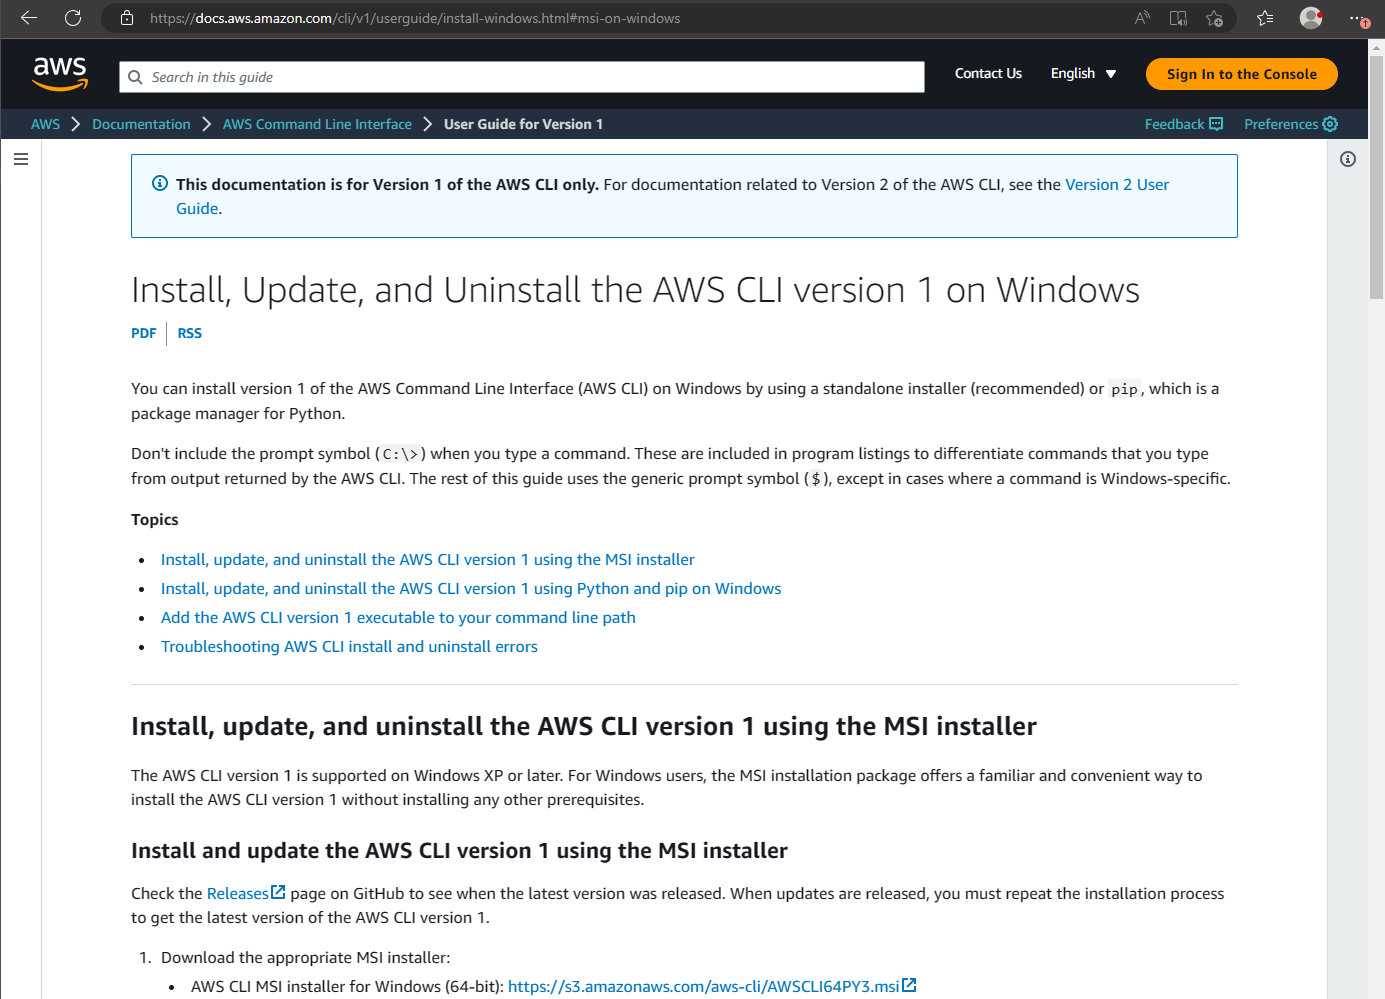 https://docs.aws.amazon.com/cli/v1/userguide/install-windows.html#msi-on-windows
aws
Search in this guide
Contact Us
English
Sign In to the Console
AWS > Documentation > AWS Command Line Interface > User Guide for Version 1
Feedback
Preferences
This documentation is for Version 1 of the AWS CLI only. For documentation related to Version 2 of the AWS CLI, see the Version 2 User
Guide.
Install, Update, and Uninstall the AWS CLI version 1 on Windows
PDF | RSS
You can install version 1 of the AWS Command Line Interface (AWS CLI) on Windows by using a standalone installer (recommended) or pip, which is a
package manager for Python.
Don't include the prompt symbol (C:\>) when you type a command. These are included in program listings to differentiate commands that you type
from output returned by the AWS CLI. The rest of this guide uses the generic prompt symbol ($), except in cases where a command is Windows-specific.
Topics
• Install, update, and uninstall the AWS CLI version 1 using the MSI installer
• Install, update, and uninstall the AWS CLI version 1 using Python and pip on Windows
• Add the AWS CLI version 1 executable to your command line path
• Troubleshooting AWS CLI install and uninstall errors
Install, update, and uninstall the AWS CLI version 1 using the MSI installer
The AWS CLI version 1 is supported on Windows XP or later. For Windows users, the MSI installation package offers a familiar and convenient way to
install the AWS CLI version 1 without installing any other prerequisites.
Install and update the AWS CLI version 1 using the MSI installer
Check the Releases page on GitHub to see when the latest version was released. When updates are released, you must repeat the installation process
to get the latest version of the AWS CLI version 1.
1. Download the appropriate MSI installer:
• AWS CLI MSI installer for Windows (64-bit): https://s3.amazonaws.com/aws-cli/AWSCLI64PY3.msi